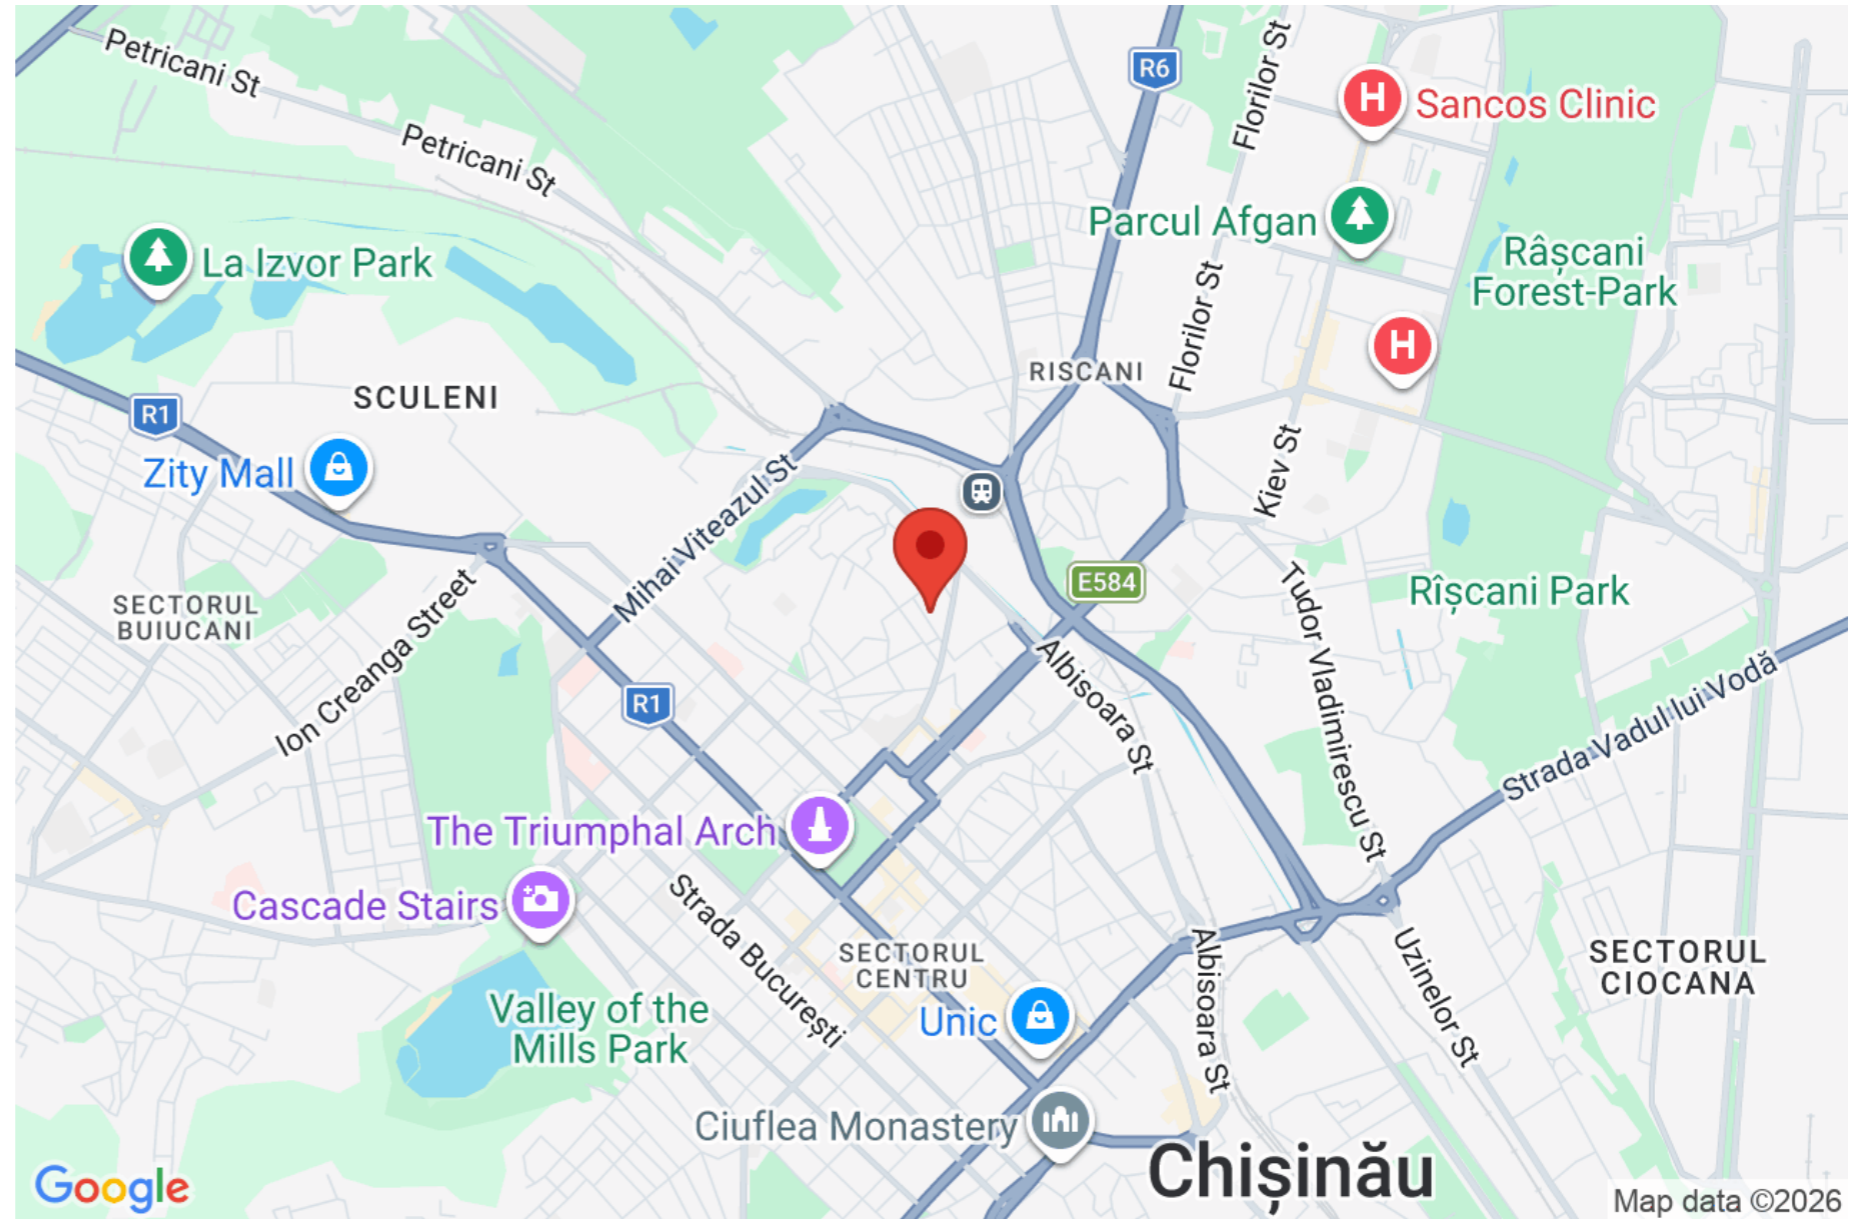 Petricani St
R6
Florilor St
Sancos Clinic
Petricani St
Parcul Afgan
La Izvor Park
Râșcani
Forest-Park
Florilor St
RISCANI
SCULENI
R1
Zity Mall
Mihai Viteazul St
Kiev St
E584
SECTORUL
BUIUCANI
Ion Creanga Street
Tudor Vladimirescu St
Rîșcani Park
R1
Albisoara St
Strada Vadul lui Vodă
The Triumphal Arch
Cascade Stairs
Strada București
SECTORUL
CENTRU
Albisoara St
Uzinelor St
SECTORUL
CIOCANA
Valley of the
Mills Park
Unic
Ciuflea Monastery
Chișinău
Google
Map data ©2026
H
H